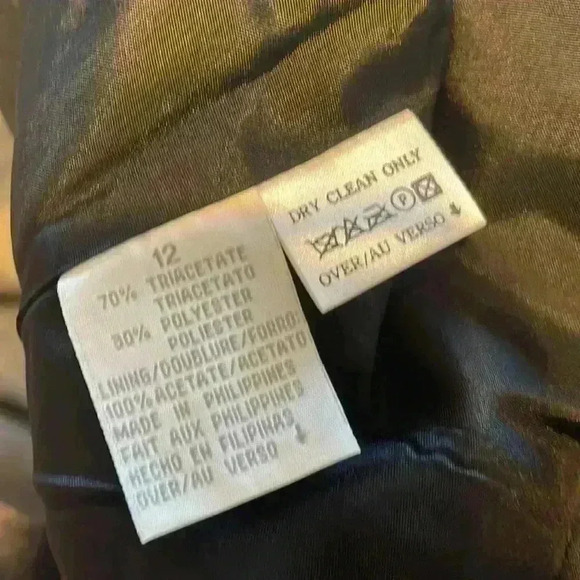 12
70% TRIACETATE
TRIACETATO
30% POLYESTER
POLIESTER
LINING/DOUBLURE/FORRO
100% ACETATE/ACETATO
MADE IN PHILIPPINES
FAIT AUX PHILIPPINES
HECHO EN FILIPINAS
OVER/AU VERSO ↓
DRY CLEAN ONLY
P
OVER/AU VERSO ↓